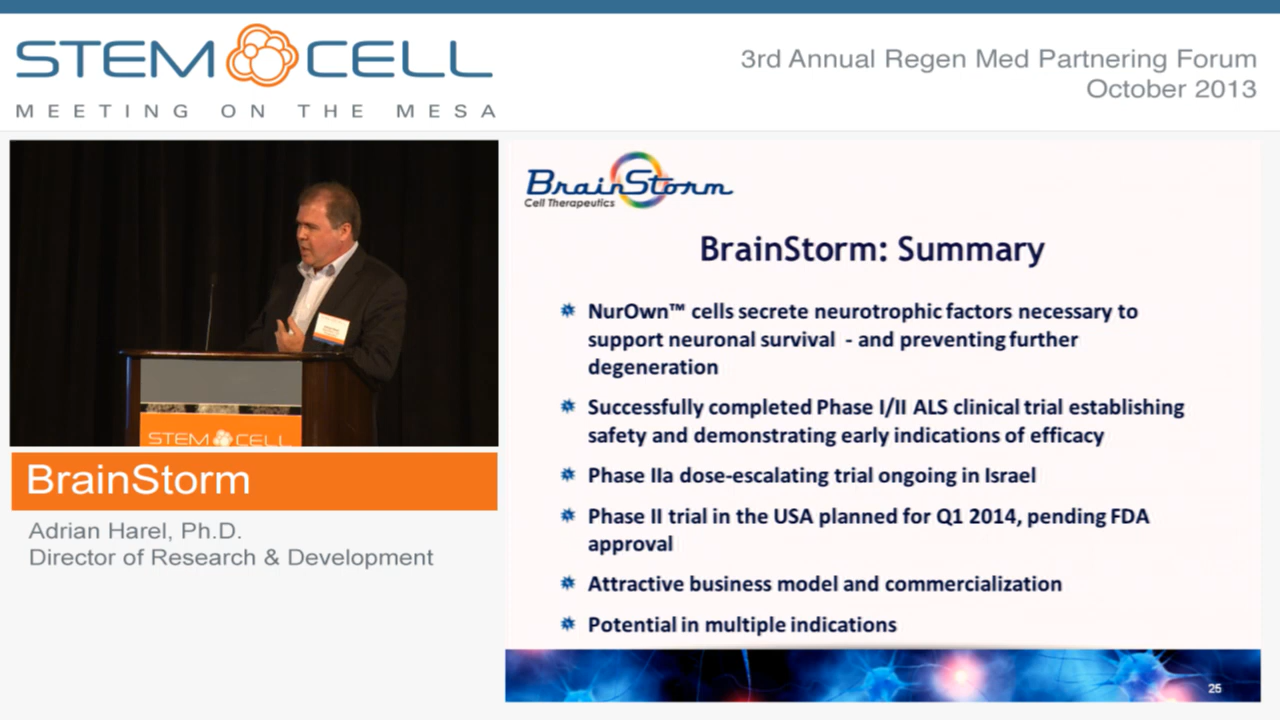 STEM CELL
MEETING ON THE MESA
3rd Annual Regen Med Partnering Forum
October 2013
STEM CELL
BrainStorm
Adrian Harel, Ph.D.
Director of Research & Development
BrainStorm
Cell Therapeutics
BrainStorm: Summary
NurOwn™ cells secrete neurotrophic factors necessary to
support neuronal survival - and preventing further
degeneration
Successfully completed Phase I/II ALS clinical trial establishing
safety and demonstrating early indications of efficacy
Phase IIa dose-escalating trial ongoing in Israel
Phase II trial in the USA planned for Q1 2014, pending FDA
approval
Attractive business model and commercialization
Potential in multiple indications
25